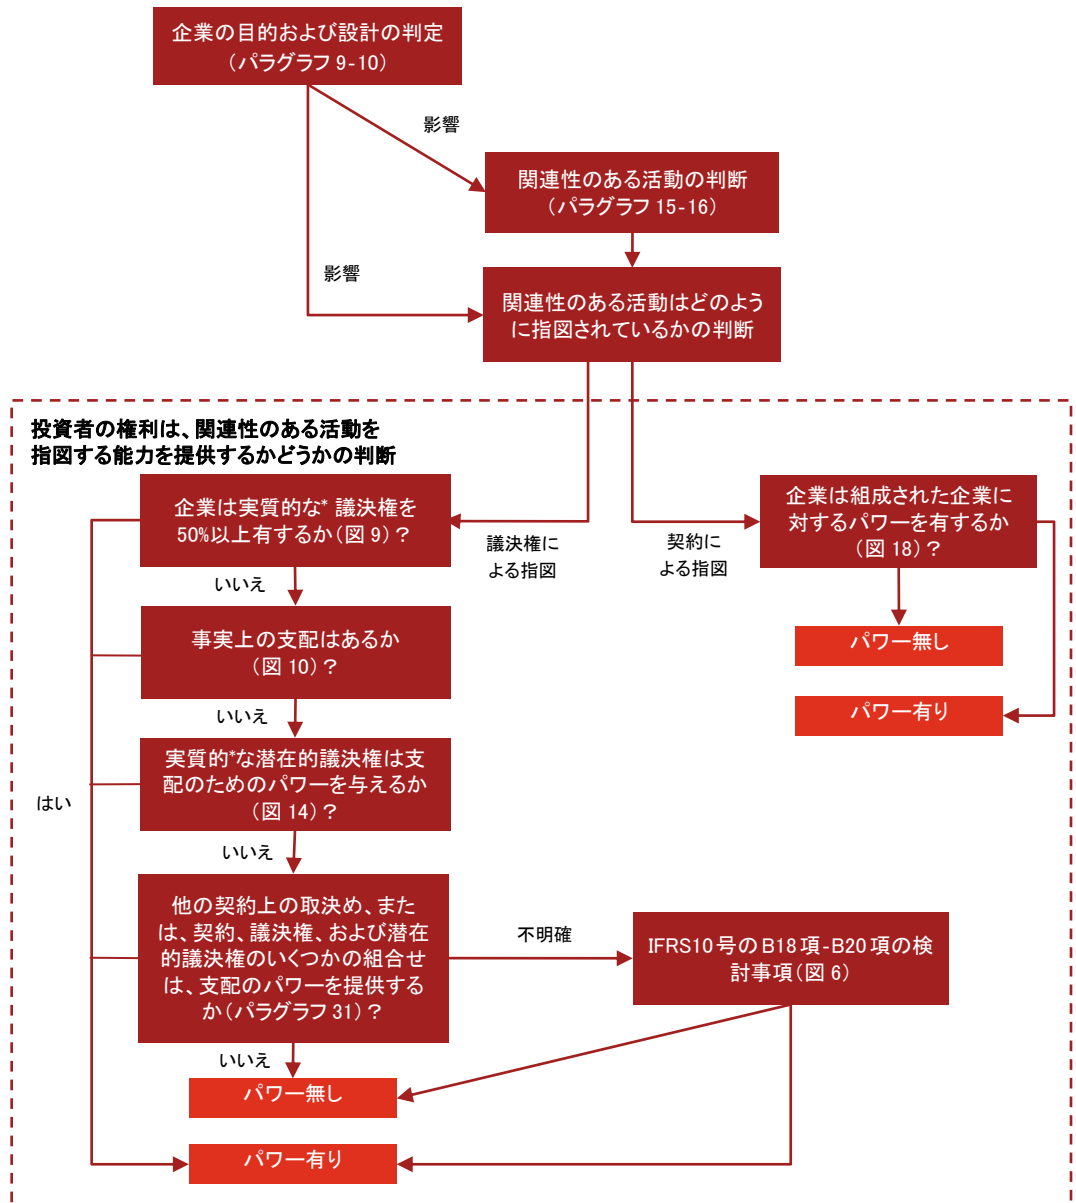 企業の目的および設計の判定
(パラグラフ 9-10)
影響
関連性のある活動の判断
(パラグラフ 15-16)
影響
関連性のある活動はどのよう
に指図されているかの判断
投資者の権利は、関連性のある活動を
指図する能力を提供するかどうかの判断
企業は実質的な* 議決権を
50%以上有するか(図 9)?
議決権に
よる指図
契約に
よる指図
企業は組成された企業に
対するパワーを有するか
(図 18)?
いいえ
事実上の支配はあるか
(図 10)?
パワー無し
いいえ
パワー有り
実質的*な潜在的議決権は支
配のためのパワーを与えるか
(図 14)?
はい
いいえ
他の契約上の取決め、また
は、契約、議決権、および潜在
的議決権のいくつかの組合せ
は、支配のパワーを提供する
か(パラグラフ 31)?
不明確
IFRS10号のB18項-B20項の検
討事項(図 6)
いいえ
パワー無し
パワー有り